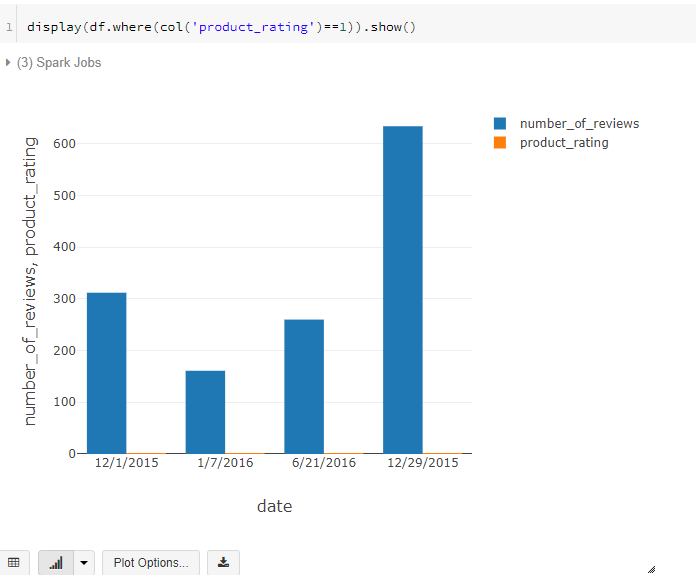 1 display(df.where(col('product_rating')==1)).show()
(3) Spark Jobs
number_of_reviews
product_rating
number_of_reviews, product_rating
600
500
400
300
200
100
0
12/1/2015 1/7/2016 6/21/2016 12/29/2015
date
Plot Options...